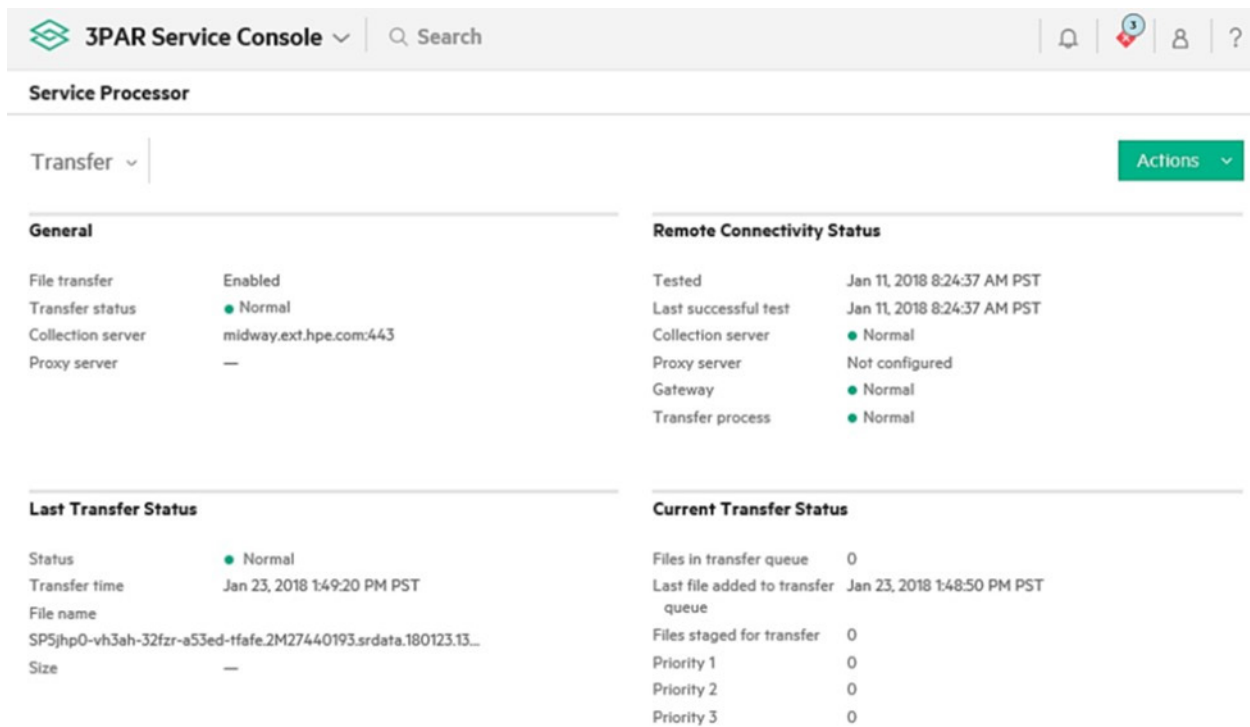 3PAR Service Console Search 3 ?
Service Processor
Transfer Actions
General
File transfer Enabled
Transfer status Normal
Collection server midway.ext.hpe.com:443
Proxy server —
Remote Connectivity Status
Tested Jan 11, 2018 8:24:37 AM PST
Last successful test Jan 11, 2018 8:24:37 AM PST
Collection server Normal
Proxy server Not configured
Gateway Normal
Transfer process Normal
Last Transfer Status
Status Normal
Transfer time Jan 23, 2018 1:49:20 PM PST
File name
SP5jhp0-vh3ah-32fzr-a53ed-tfafe.2M27440193.srdata.180123.13...
Size —
Current Transfer Status
Files in transfer queue 0
Last file added to transfer Jan 23, 2018 1:48:50 PM PST
queue
Files staged for transfer 0
Priority 1 0
Priority 2 0
Priority 3 0